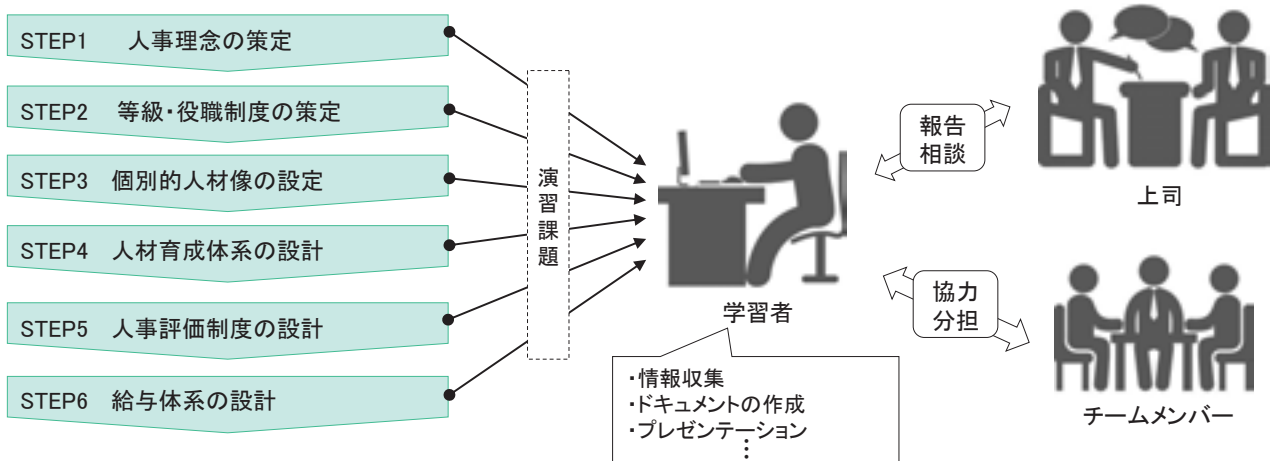 STEP1 人事理念の策定
STEP2 等級・役職制度の策定
STEP3 個別的人材像の設定
STEP4 人材育成体系の設計
STEP5 人事評価制度の設計
STEP6 給与体系の設計
演習課題
学習者
・情報収集
・ドキュメントの作成
・プレゼンテーション
⋮
報告
相談
上司
協力
分担
チームメンバー